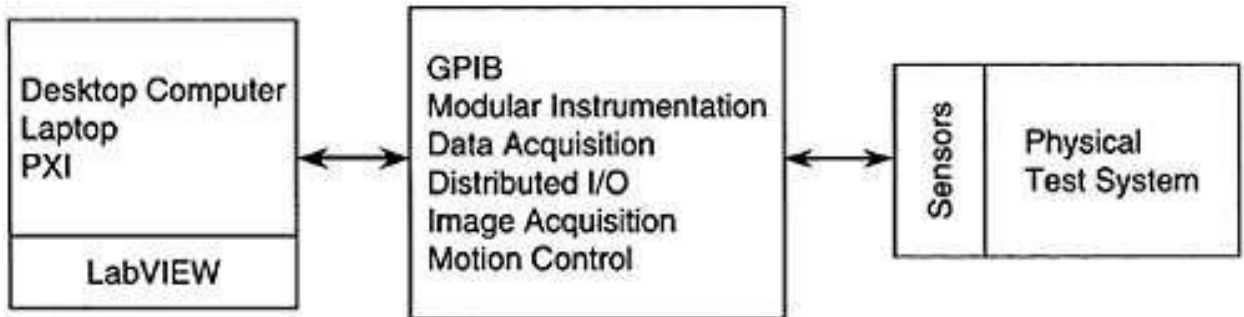 Desktop Computer
Laptop
PXI
LabVIEW
GPIB
Modular Instrumentation
Data Acquisition
Distributed I/O
Image Acquisition
Motion Control
Sensors
Physical
Test System